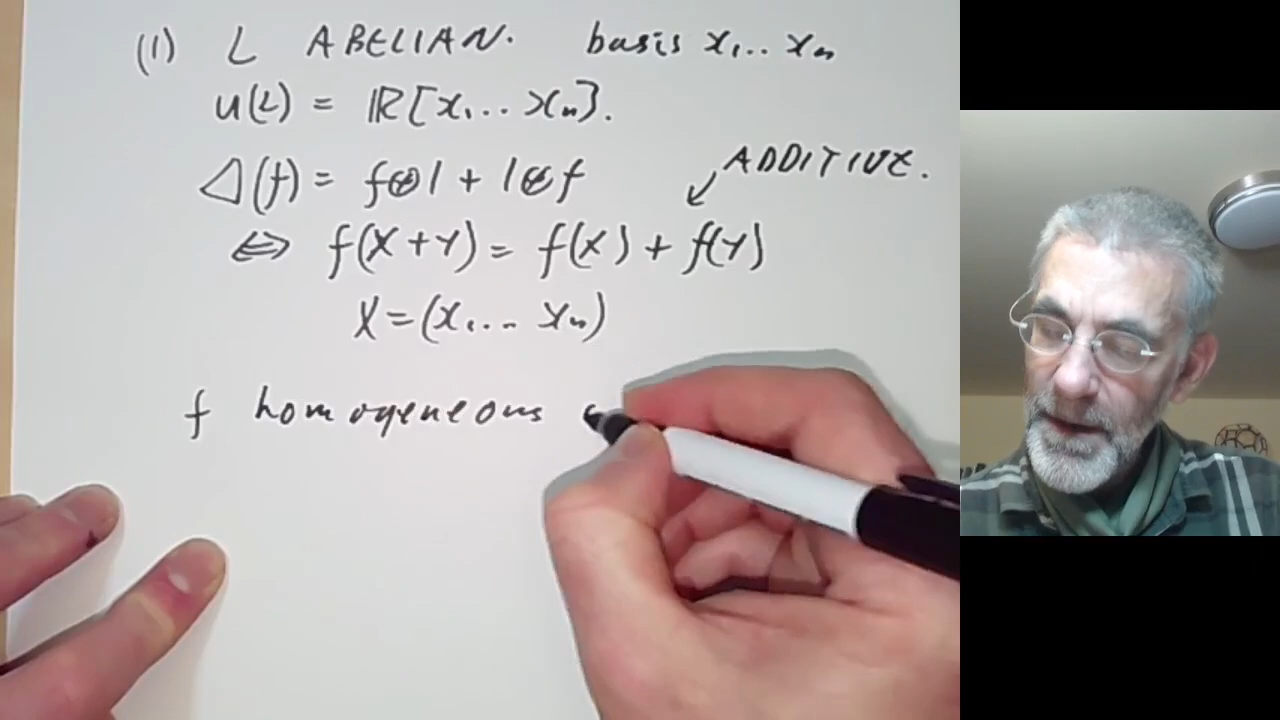 (1) L ABELIAN. basis x₁... xₙ
U(L) = ℝ[x₁... xₙ].
Δ(f) = f⊗1 + 1⊗f
ADDITIVE.
⇔ f(X+Y) = f(X) + f(Y)
X = (x₁... xₙ)
f homogeneous